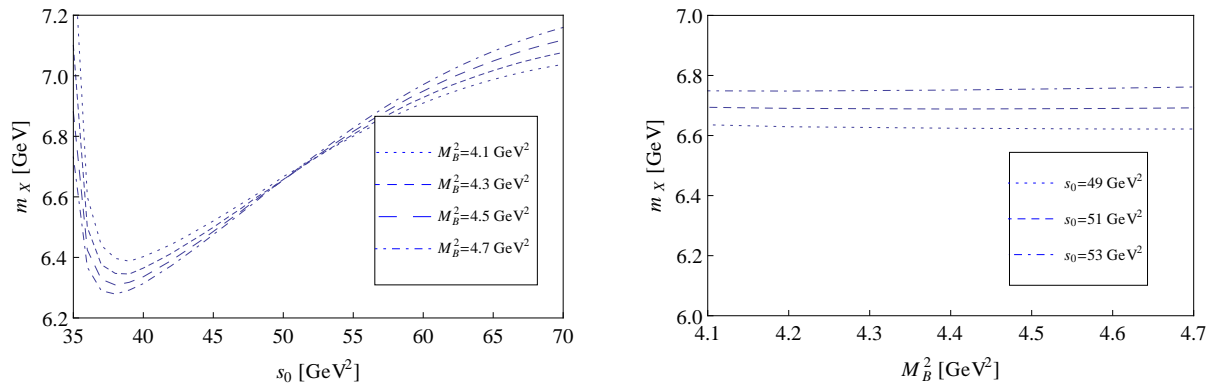 7.2
7.0
6.8
6.6
6.4
6.2
m_X [GeV]
35 40 45 50 55 60 65 70
s_0 [GeV^2]
M_B^2=4.1 GeV^2
M_B^2=4.3 GeV^2
M_B^2=4.5 GeV^2
M_B^2=4.7 GeV^2
7.0
6.8
6.6
6.4
6.2
6.0
m_X [GeV]
4.1 4.2 4.3 4.4 4.5 4.6 4.7
M_B^2 [GeV^2]
s_0=49 GeV^2
s_0=51 GeV^2
s_0=53 GeV^2